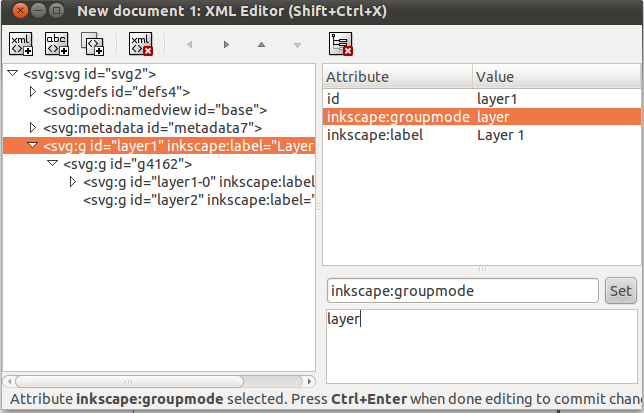 New document 1: XML Editor (Shift+Ctrl+X)
xml
abc
xml
<svg:svg id="svg2">
<svg:defs id="defs4">
<sodipodi:namedview id="base">
<svg:metadata id="metadata7">
<svg:g id="layer1" inkscape:label="Layer
<svg:g id="g4162">
<svg:g id="layer1-0" inkscape:label
<svg:g id="layer2" inkscape:label="
Attribute Value
id layer1
inkscape:groupmode layer
inkscape:label Layer 1
inkscape:groupmode Set
layer
Attribute inkscape:groupmode selected. Press Ctrl+Enter when done editing to commit chan